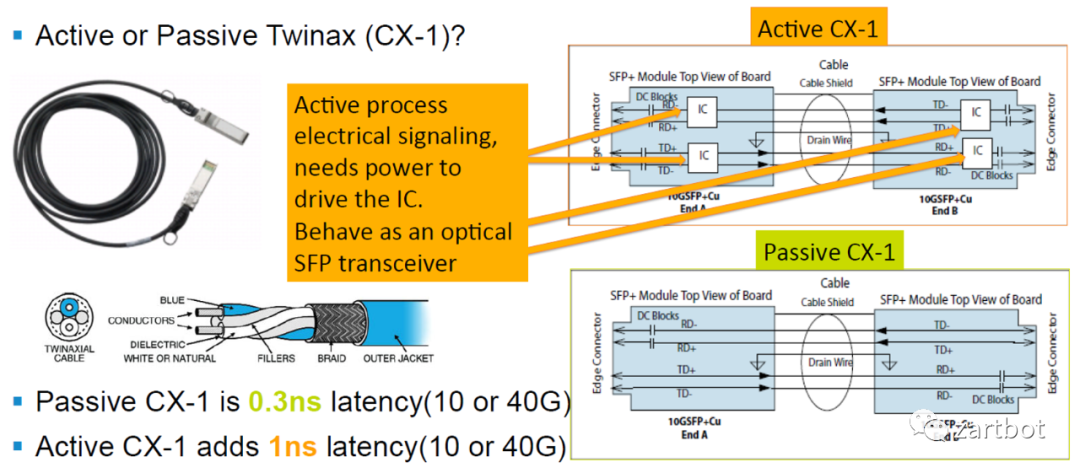 Active or Passive Twinax (CX-1)?
Active CX-1
Cable
Cable Shield
SFP+ Module Top View of Board
SFP+ Module Top View of Board
DC Blocks
RD-
RD+
IC
TD+
TD-
IC
Drain Wire
TD-
TD+
IC
RD+
RD-
IC
DC Blocks
Edge Connector
Edge Connector
10GSFP+Cu
End A
10GSFP+Cu
End B
Active process
electrical signaling,
needs power to
drive the IC.
Behave as an optical
SFP transceiver
Passive CX-1
Cable
Cable Shield
SFP+ Module Top View of Board
SFP+ Module Top View of Board
DC Blocks
RD-
RD+
TD+
TD-
Drain Wire
TD-
TD+
RD+
RD-
DC Blocks
Edge Connector
Edge Connector
10GSFP+Cu
End A
zartbot
BLUE
CONDUCTORS
DIELECTRIC
WHITE OR NATURAL
FILLERS
BRAID
OUTER JACKET
TWINAXIAL
CABLE
Passive CX-1 is 0.3ns latency(10 or 40G)
Active CX-1 adds 1ns latency(10 or 40G)